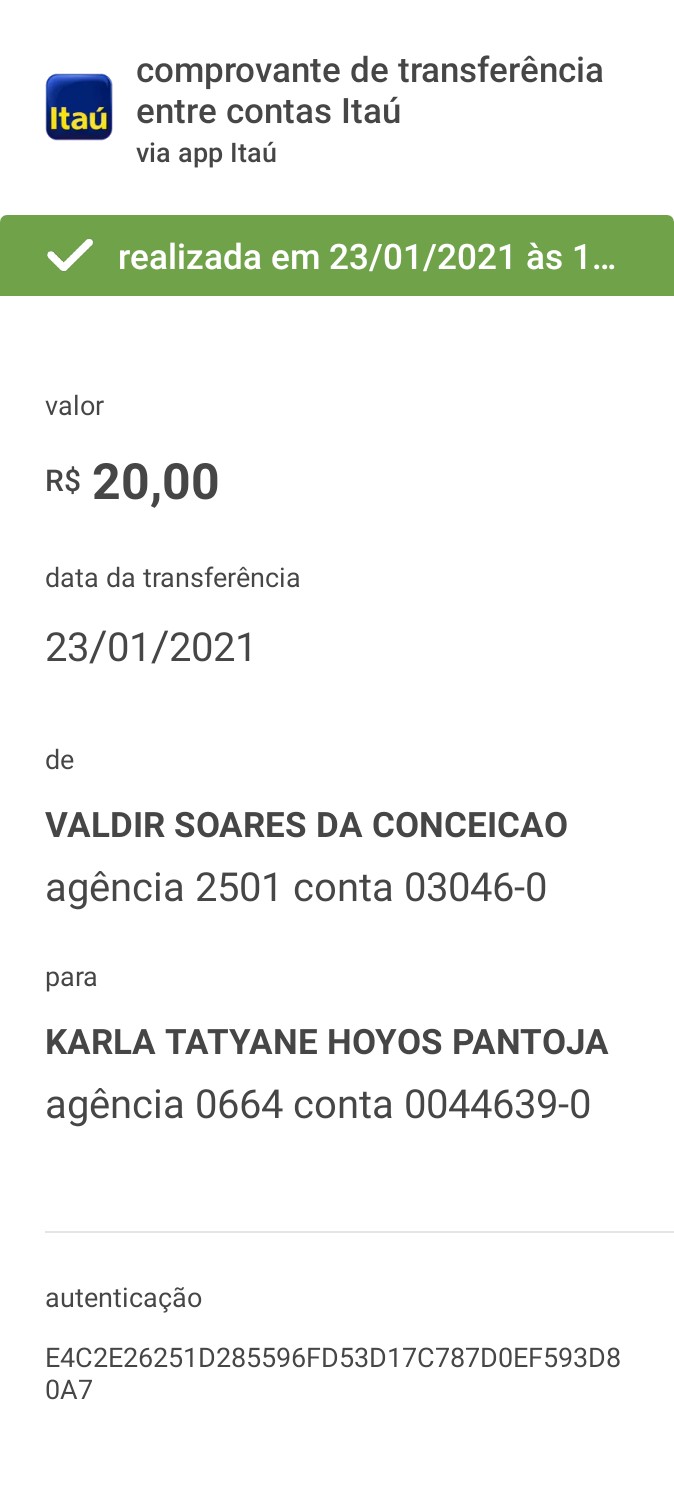 Itaú
comprovante de transferência
entre contas Itaú
via app Itaú
realizada em 23/01/2021 às 1...
valor
R$ 20,00
data da transferência
23/01/2021
de
VALDIR SOARES DA CONCEICAO
agência 2501 conta 03046-0
para
KARLA TATYANE HOYOS PANTOJA
agência 0664 conta 0044639-0
autenticação
E4C2E26251D285596FD53D17C787D0EF593D8
0A7